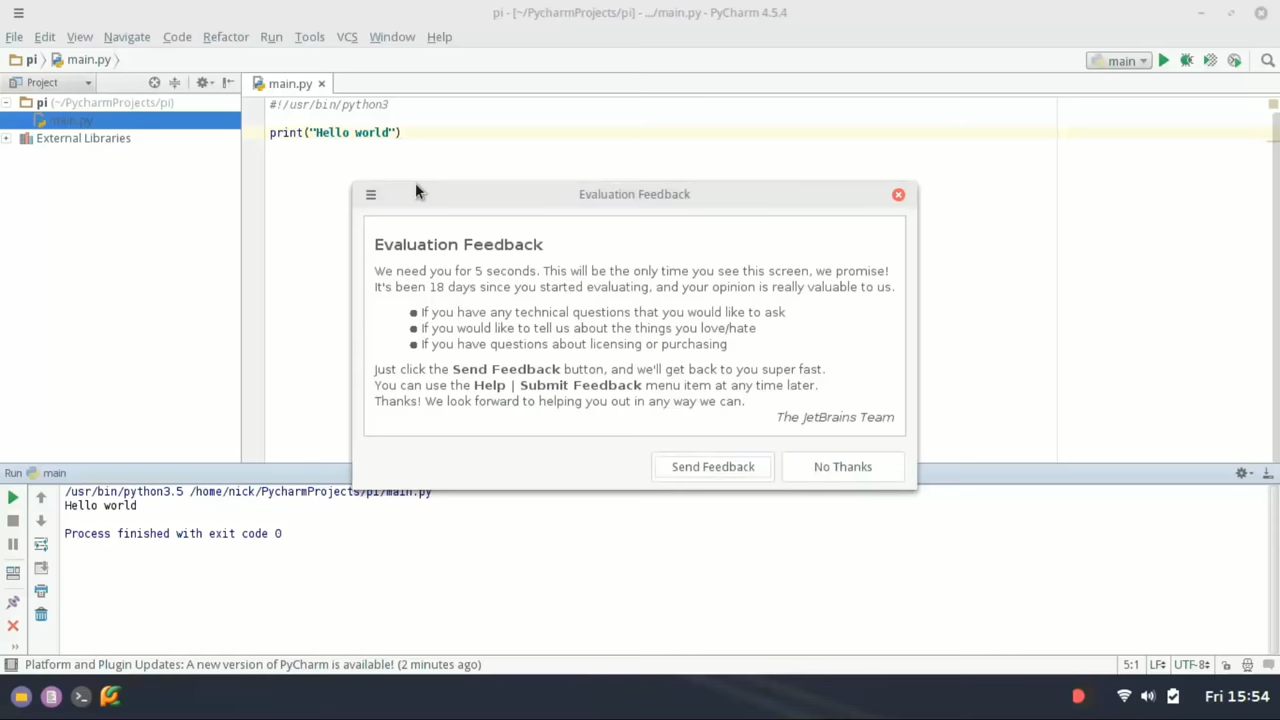 pi - [~/PycharmProjects/pi] - .../main.py - PyCharm 4.5.4
File Edit View Navigate Code Refactor Run Tools VCS Window Help
pi main.py main
Project main.py
pi (~/PycharmProjects/pi)
main.py
External Libraries
#!/usr/bin/python3
print("Hello world")
Evaluation Feedback
Evaluation Feedback
We need you for 5 seconds. This will be the only time you see this screen, we promise!
It's been 18 days since you started evaluating, and your opinion is really valuable to us.
If you have any technical questions that you would like to ask
If you would like to tell us about the things you love/hate
If you have questions about licensing or purchasing
Just click the Send Feedback button, and we'll get back to you super fast.
You can use the Help | Submit Feedback menu item at any time later.
Thanks! We look forward to helping you out in any way we can.
The JetBrains Team
Send Feedback No Thanks
Run main
/usr/bin/python3.5 /home/nick/PycharmProjects/pi/main.py
Hello world
Process finished with exit code 0
Platform and Plugin Updates: A new version of PyCharm is available! (2 minutes ago) 5:1 LF UTF-8
Fri 15:54